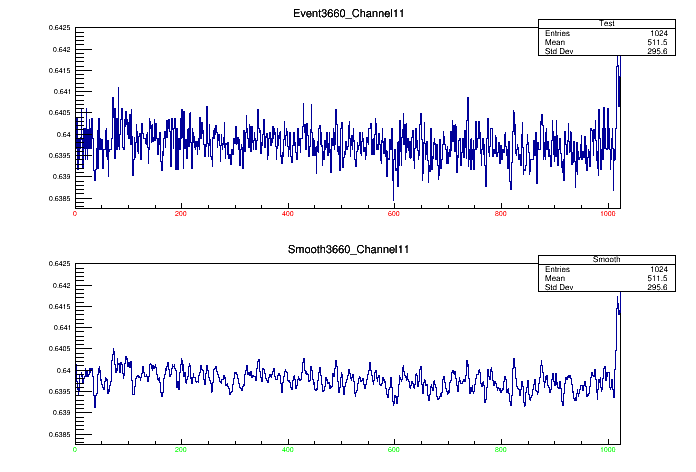 Event3660_Channel11
Test
Entries 1024
Mean 511.5
Std Dev 295.6
0.6425
0.642
0.6415
0.641
0.6405
0.64
0.6395
0.639
0.6385
0 200 400 600 800 1000
Smooth3660_Channel11
Smooth
Entries 1024
Mean 511.5
Std Dev 295.6
0.6425
0.642
0.6415
0.641
0.6405
0.64
0.6395
0.639
0.6385
0 200 400 600 800 1000